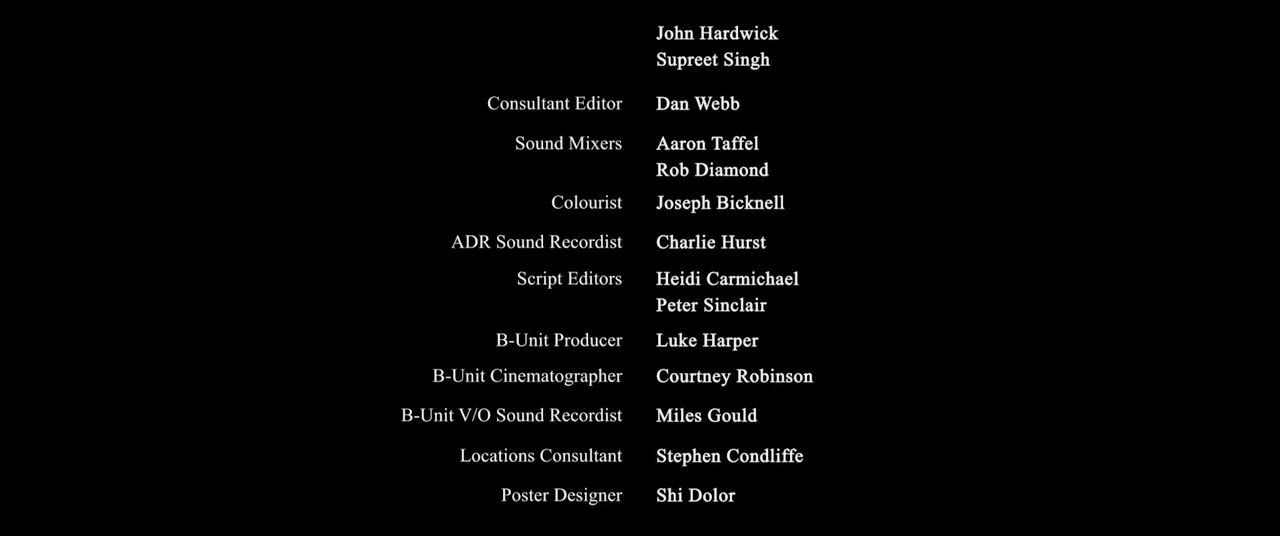 John Hardwick
Supreet Singh
Consultant Editor Dan Webb
Sound Mixers Aaron Taffel
Rob Diamond
Colourist Joseph Bicknell
ADR Sound Recordist Charlie Hurst
Script Editors Heidi Carmichael
Peter Sinclair
B-Unit Producer Luke Harper
B-Unit Cinematographer Courtney Robinson
B-Unit V/O Sound Recordist Miles Gould
Locations Consultant Stephen Condliffe
Poster Designer Shi Dolor